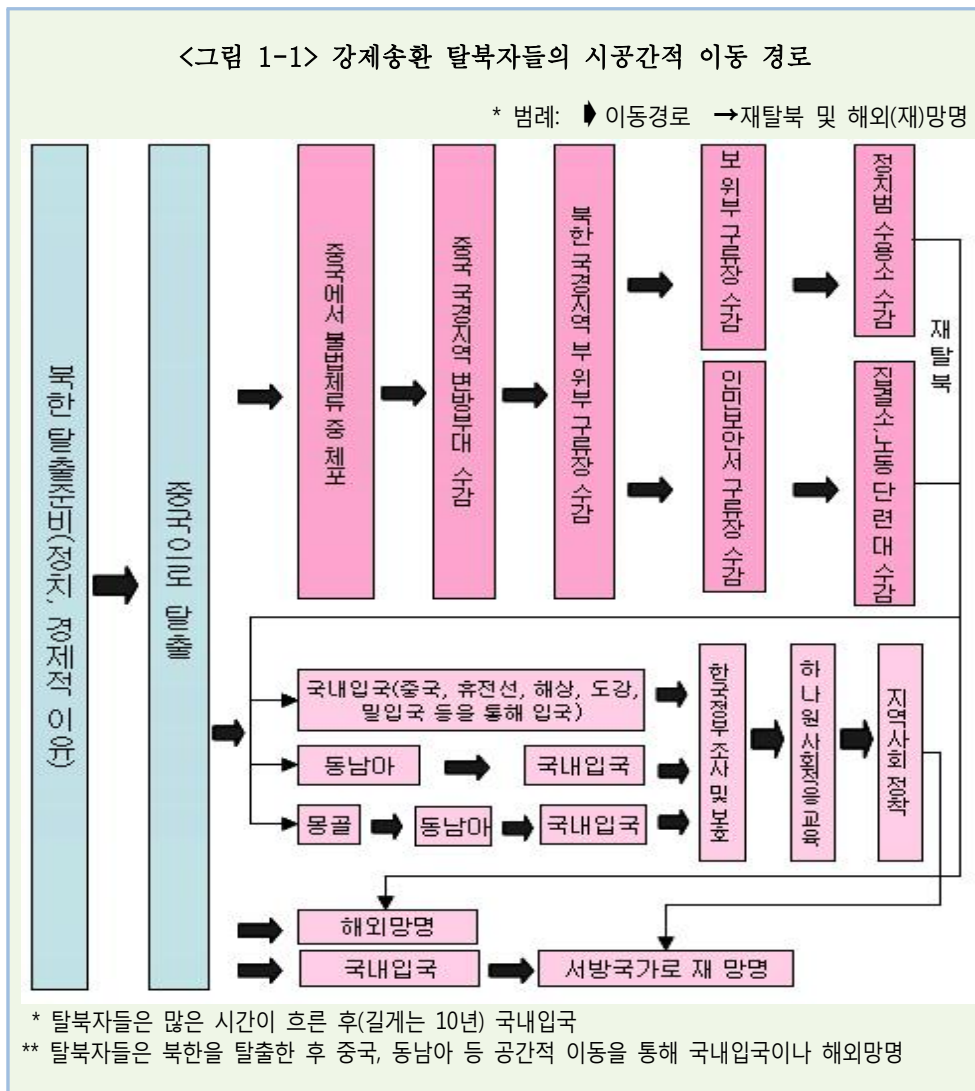 <그림 1-1> 강제송환 탈북자들의 시공간적 이동 경로
* 범례: 이동경로 →재탈북 및 해외(재)망명
북한 탈출준비(정치, 경제적 이유)
중국으로 탈출
중국에서 불법체류 중 체포
중국 국경지역 변방부대 수감
북한 국경지역 부 위부 구류장 수감
보 위부 구류장 수감
정치범 수용소 수감
인민보안서 구류장 수감
집결소,노동 단련대 수감
재탈북
국내입국(중국, 휴전선, 해상, 도강,
밀입국 등을 통해 입국)
동남아
국내입국
몽골
동남아
국내입국
한국정부 조사 및 보호
하나원 사회적응 교육
지역사회 정착
해외망명
국내입국
서방국가로 재 망명
* 탈북자들은 많은 시간이 흐른 후(길게는 10년) 국내입국
** 탈북자들은 북한을 탈출한 후 중국, 동남아 등 공간적 이동을 통해 국내입국이나 해외망명